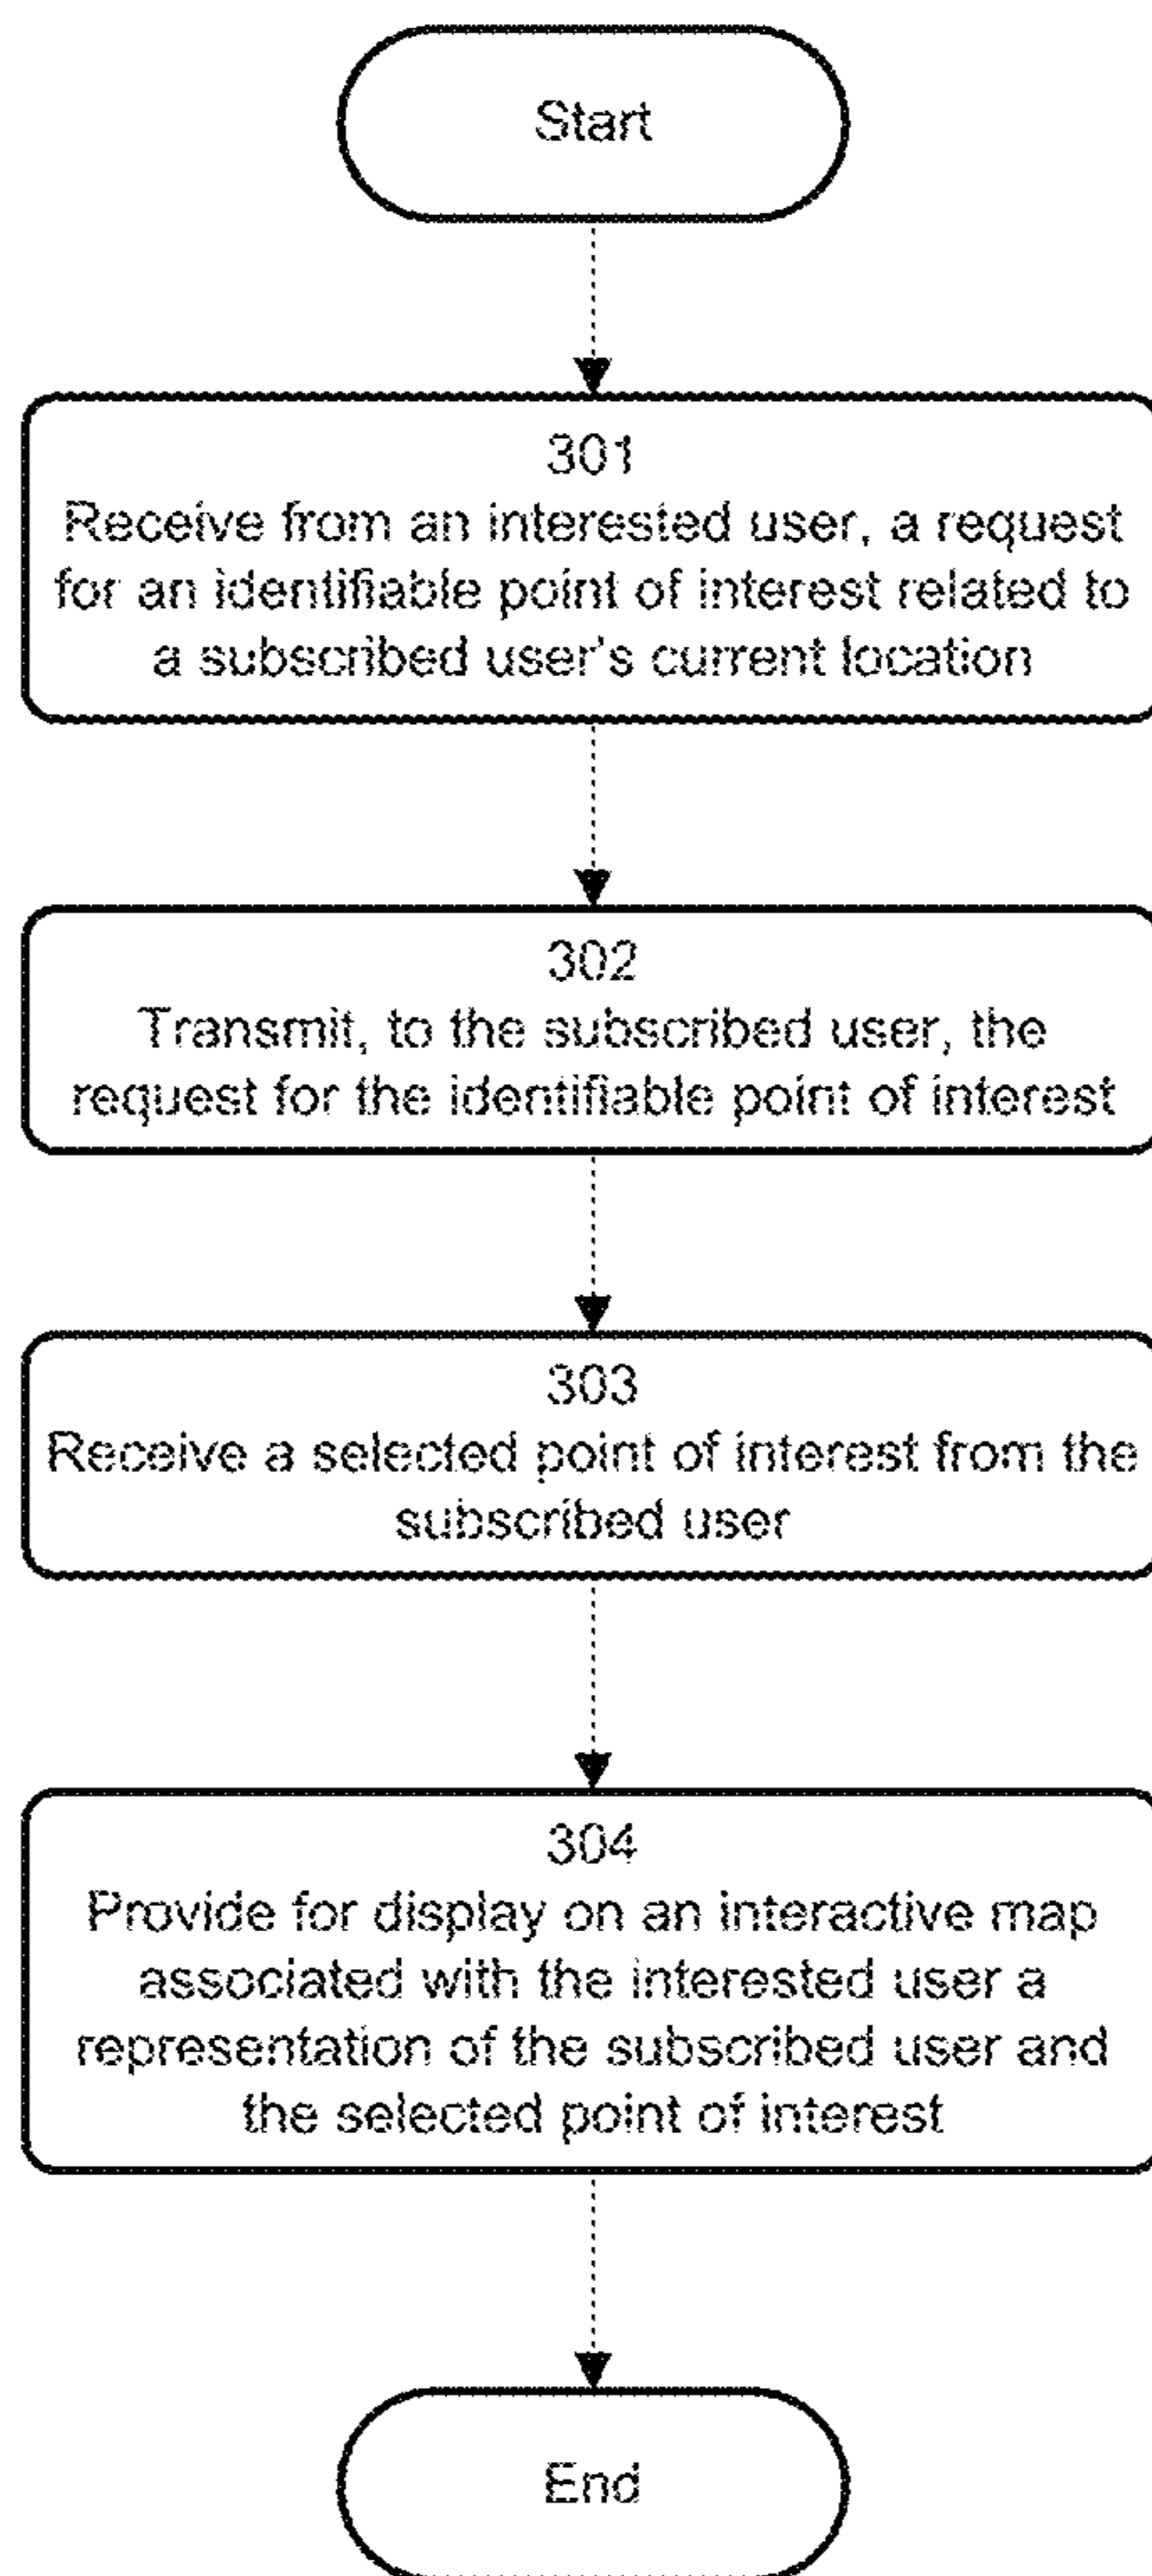 Start
301
Receive from an interested user, a request
for an identifiable point of interest related to
a subscribed user's current location
302
Transmit, to the subscribed user, the
request for the identifiable point of interest
303
Receive a selected point of interest from the
subscribed user
304
Provide for display on an interactive map
associated with the interested user a
representation of the subscribed user and
the selected point of interest
End